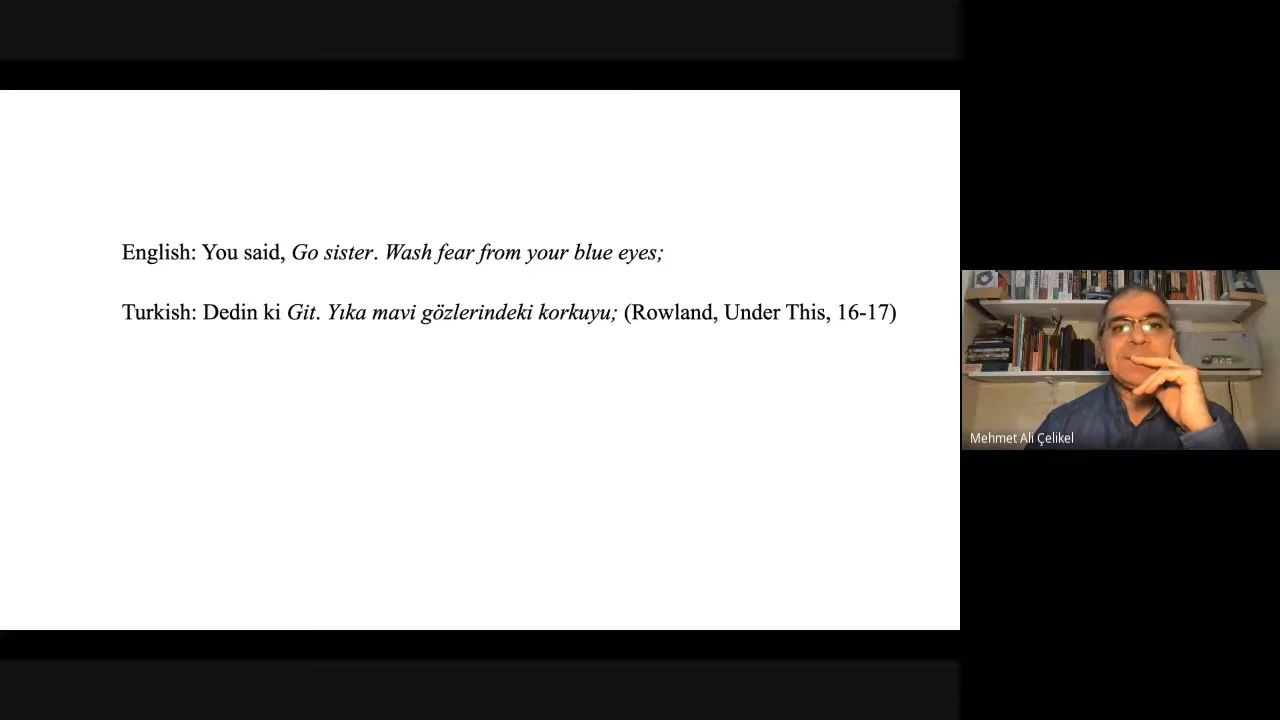 English: You said, Go sister. Wash fear from your blue eyes;
Turkish: Dedin ki Git. Yıka mavi gözlerindeki korkuyu; (Rowland, Under This, 16-17)
Mehmet Ali Çelikel